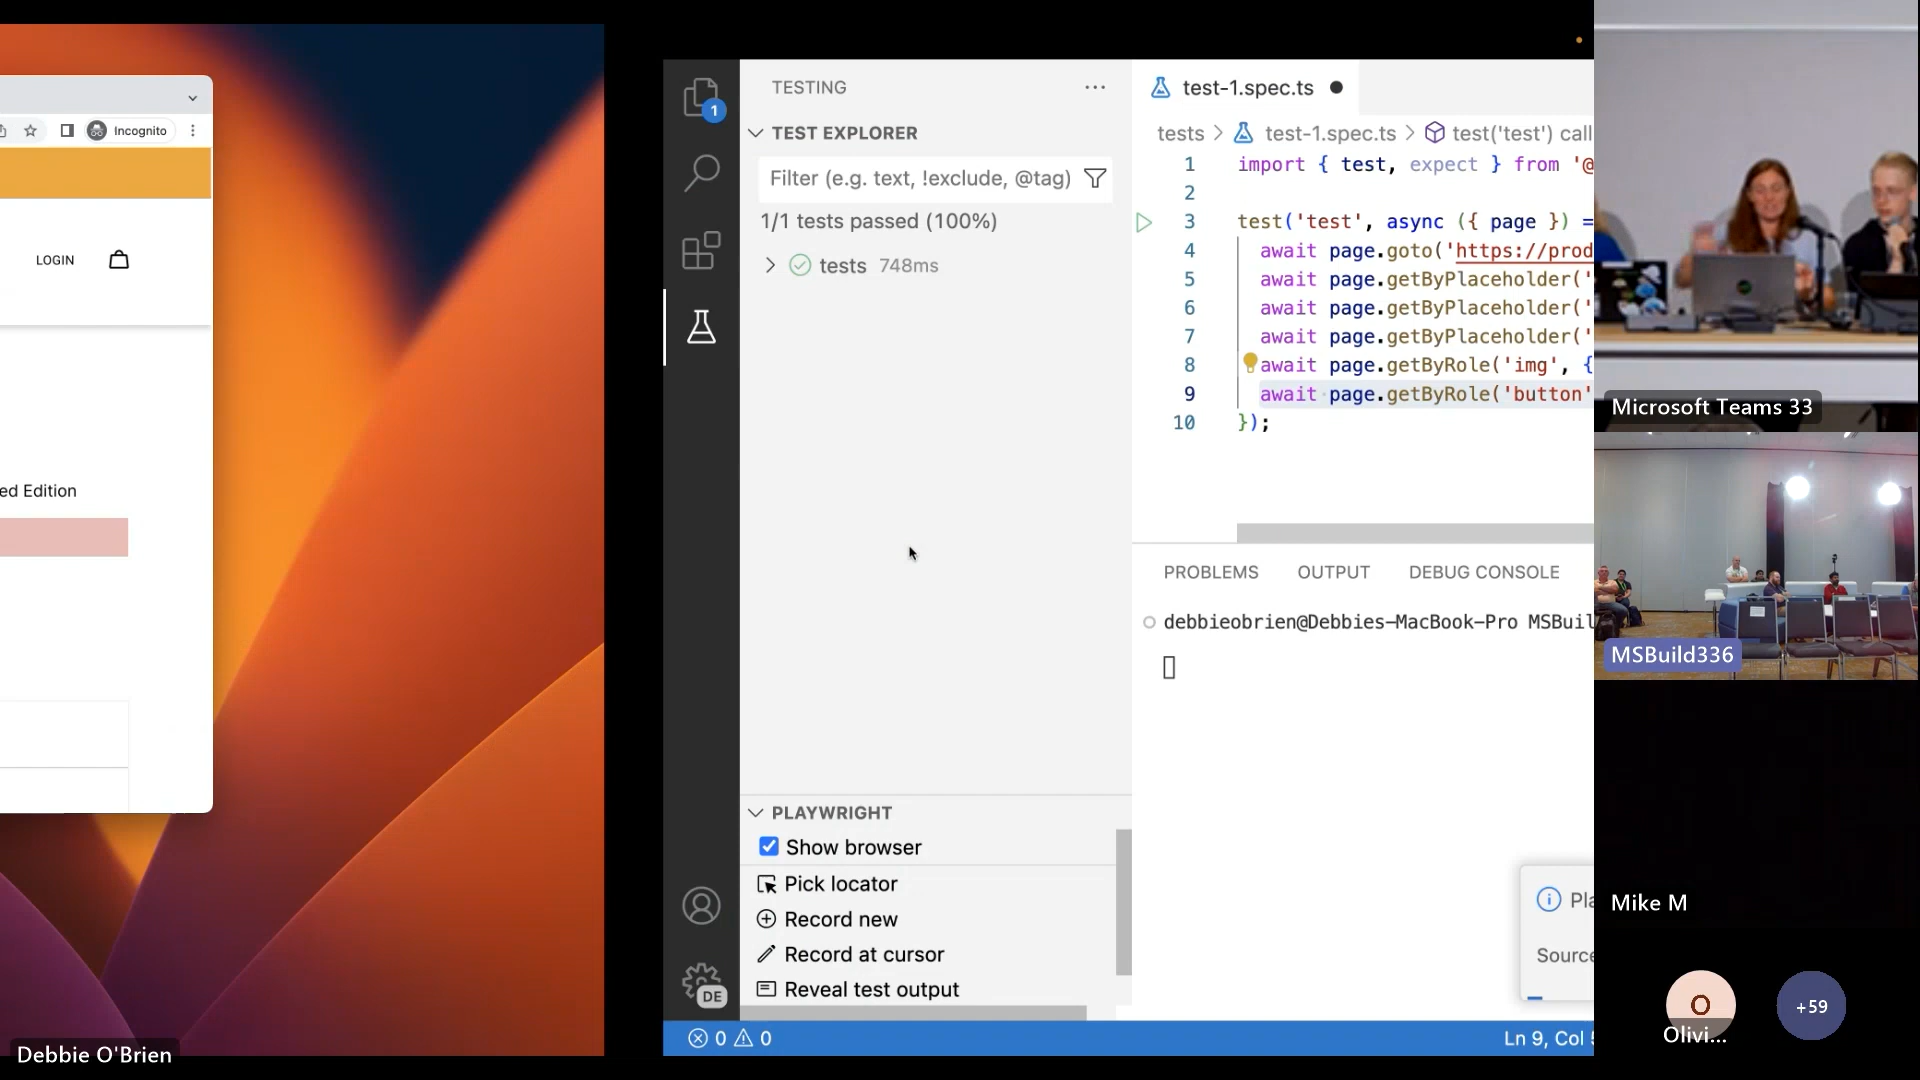 Incognito
LOGIN
ed Edition
Debbie O'Brien
1
DE
TESTING
TEST EXPLORER
Filter (e.g. text, !exclude, @tag)
1/1 tests passed (100%)
tests 748ms
PLAYWRIGHT
Show browser
Pick locator
Record new
Record at cursor
Reveal test output
test-1.spec.ts
tests > test-1.spec.ts > test('test') call
1 import { test, expect } from '@
2
3 test('test', async ({ page }) =
4 await page.goto('https://prod
5 await page.getByPlaceholder('
6 await page.getByPlaceholder('
7 await page.getByPlaceholder('
8 await page.getByRole('img', {
9 await page.getByRole('button'
10 });
PROBLEMS OUTPUT DEBUG CONSOLE
debbieobrien@Debbies-MacBook-Pro MSBuil
Pla
Source
0 0
Ln 9, Col 5
Microsoft Teams 33
MSBuild336
Mike M
O
Olivi...
+59